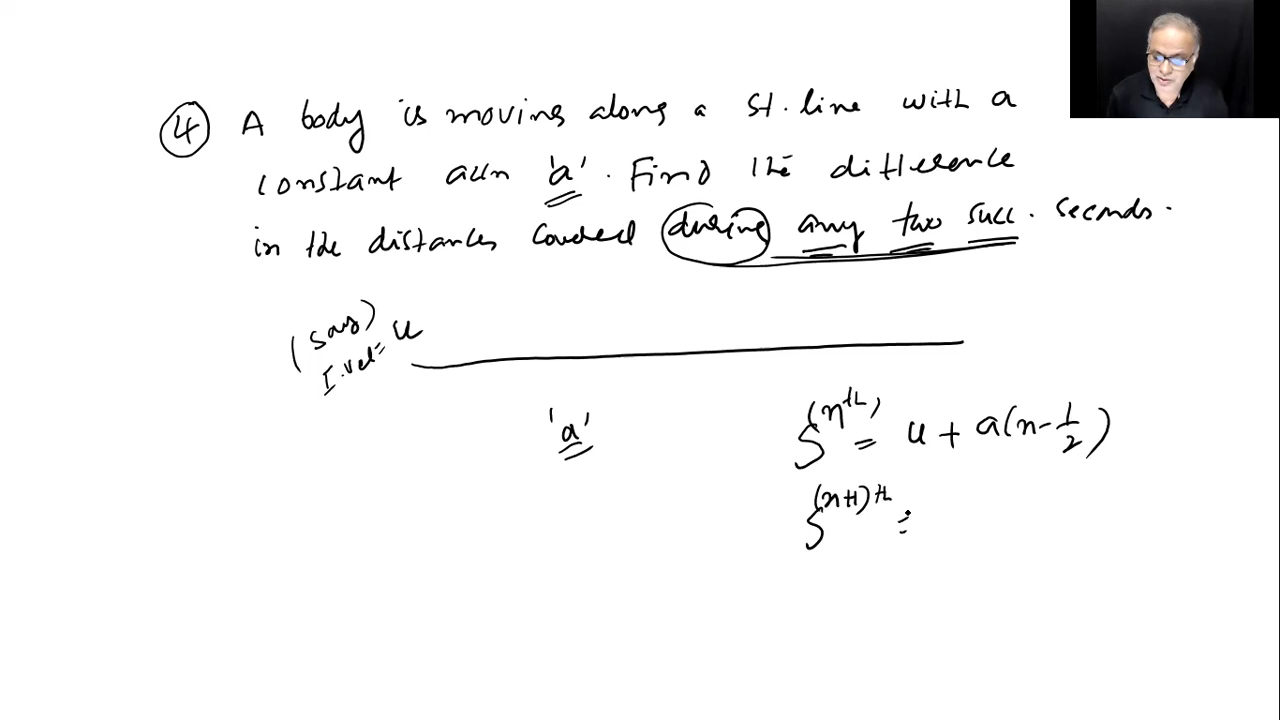 ④ A body is moving along a St. line with a
constant accn 'a'. Find the difference
in the distances covered during any two succ. seconds.
(say)
I.vel = u
'a'
S^(nth) = u + a(n - 1/2)
S^(n+1)th =